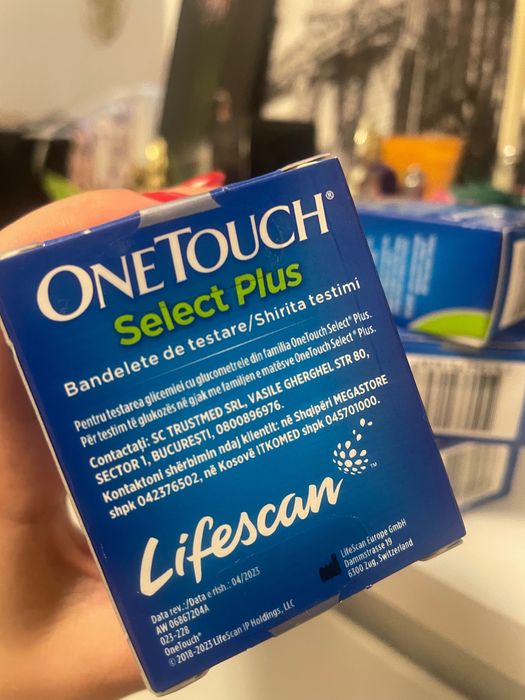 ONETOUCH®
Select Plus
Bandelete de testare/Shirita testimi
Pentru testarea glicemiei cu glucometrele din familia OneTouch Select® Plus.
Për testim të glukozës në gjak me familjen e matësve OneTouch Select® Plus.
Contactaţi: SC TRUSTMED SRL, VASILE GHERGHEL STR 80,
SECTOR 1, BUCUREŞTI, 0800896976.
Kontaktoni shërbimin ndaj klientit: në Shqipëri MEGASTORE
shpk 042376502, në Kosovë ITKOMED shpk 045701000.
Lifescan™
Data rev.:/Data e rish.: 04/2023
AW 06867204A
023-228
OneTouch®
© 2018-2023 LifeScan IP Holdings, LLC
LifeScan Europe GmbH
Dammstrasse 19
6300 Zug, Switzerland